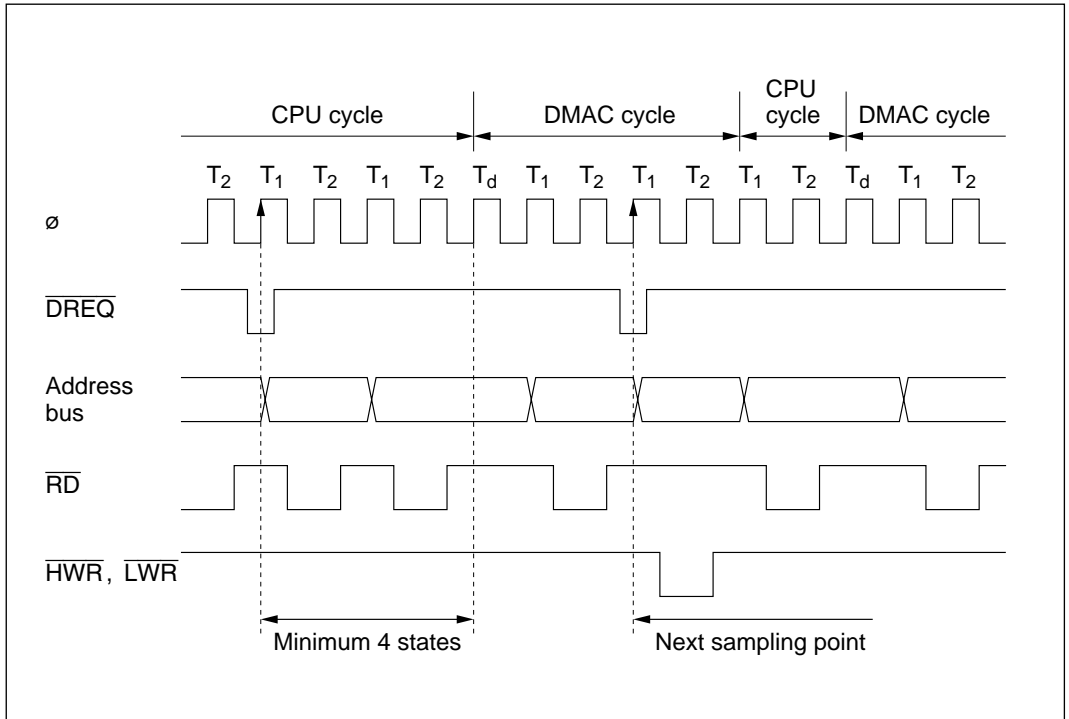 CPU cycle DMAC cycle CPU cycle DMAC cycle
T2 T1 T2 T1 T2 Td T1 T2 T1 T2 T1 T2 Td T1 T2
ø
DREQ
Address
bus
RD
HWR, LWR
Minimum 4 states Next sampling point